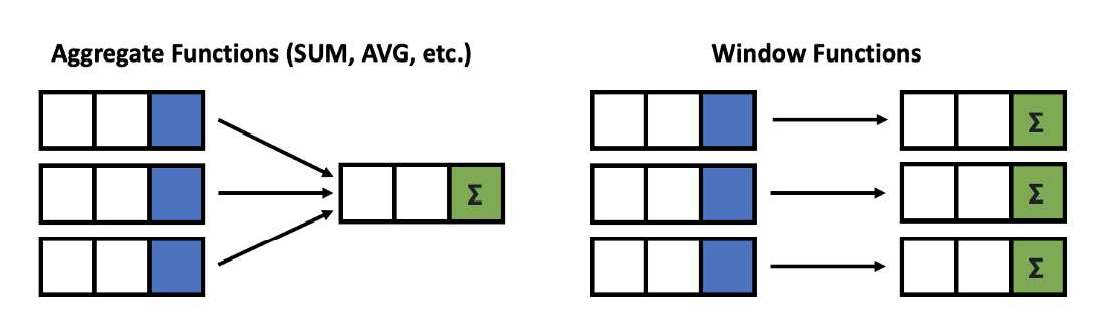 Aggregate Functions (SUM, AVG, etc.)
Σ
Window Functions
Σ
Σ
Σ